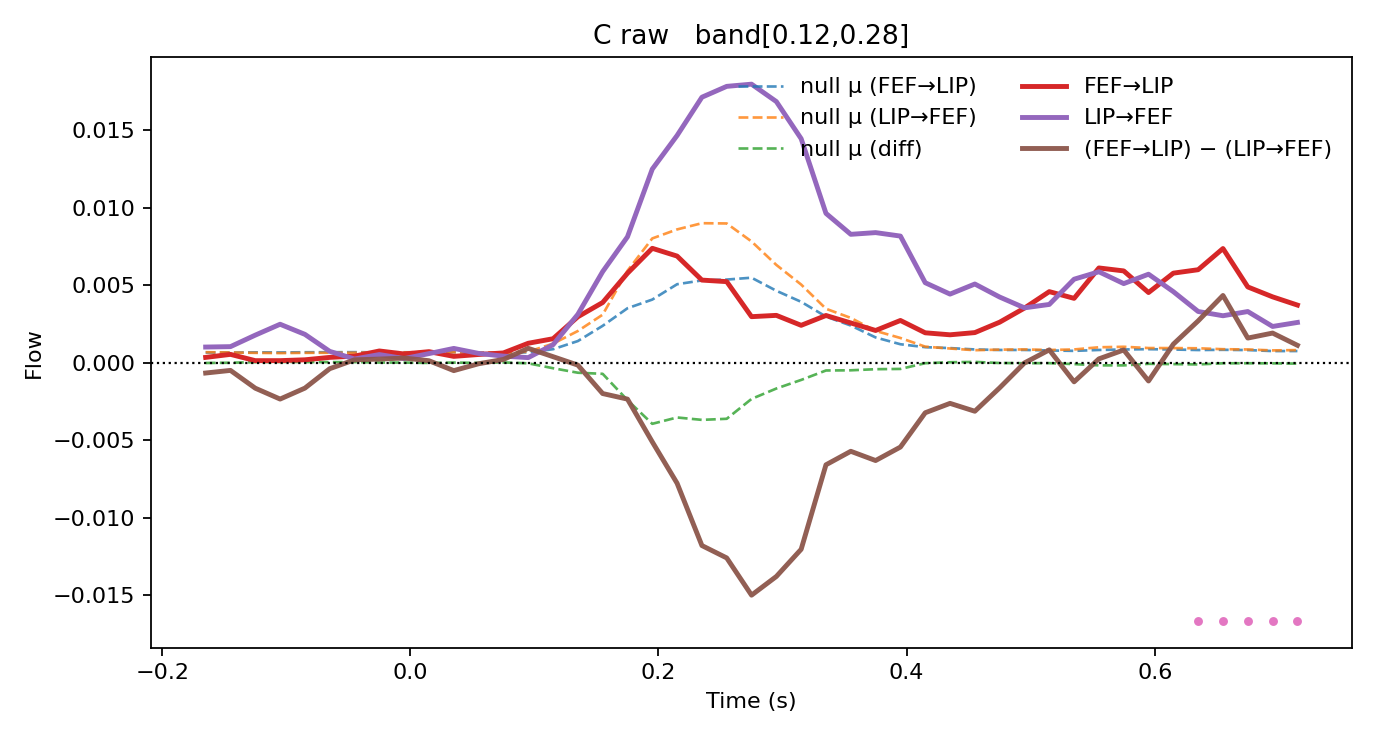 C raw   band[0.12,0.28]
null μ (FEF→LIP)
null μ (LIP→FEF)
null μ (diff)
FEF→LIP
LIP→FEF
(FEF→LIP) − (LIP→FEF)
Flow
0.015
0.010
0.005
0.000
−0.005
−0.010
−0.015
−0.2
0.0
0.2
0.4
0.6
Time (s)